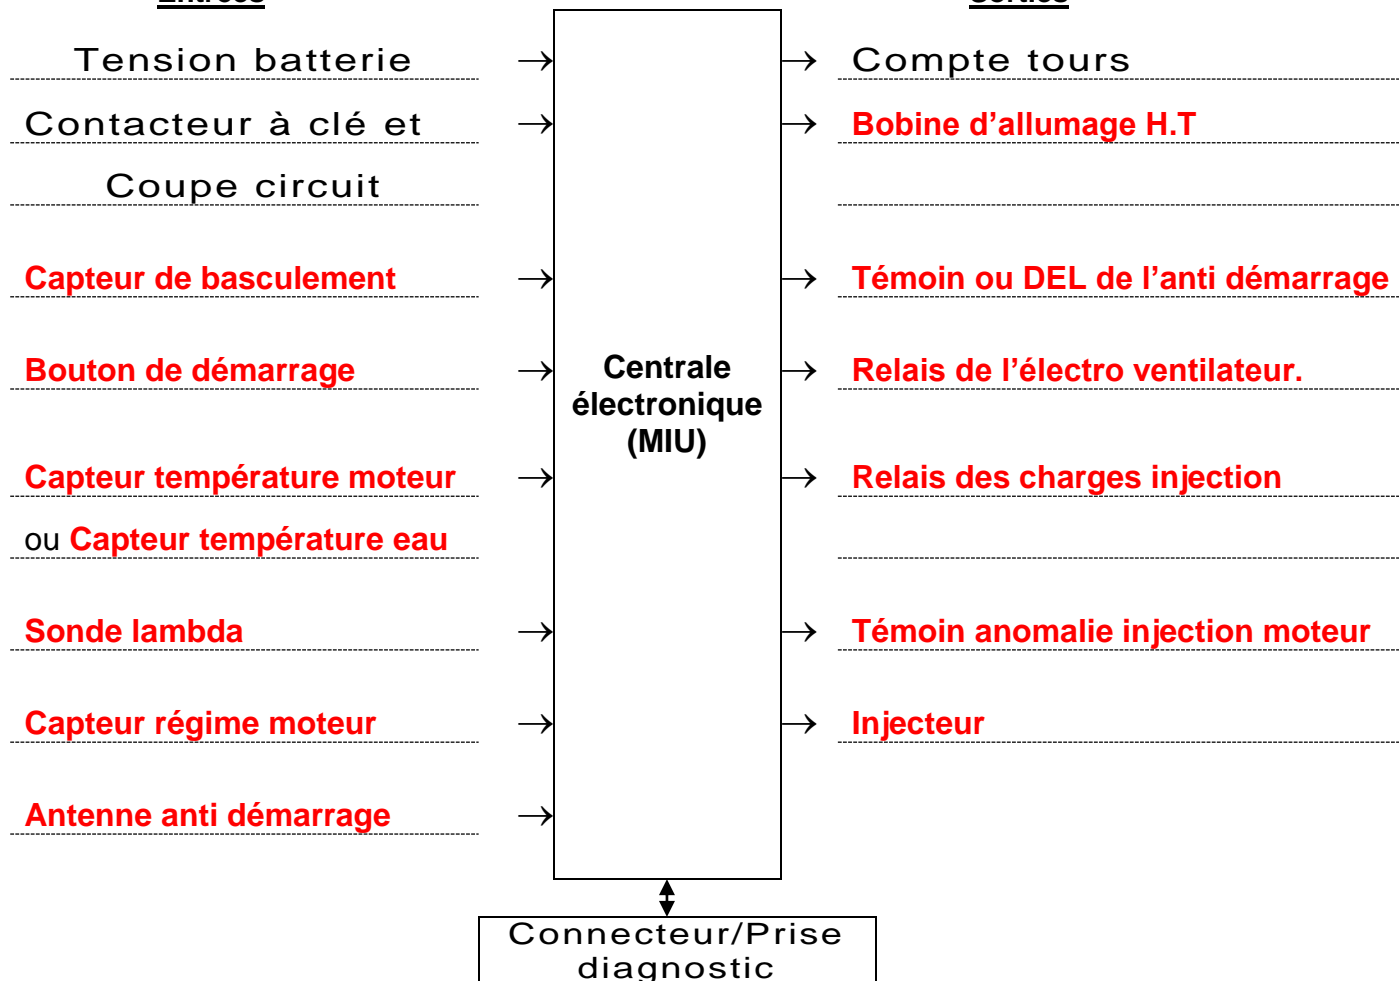 Entrées
Sorties
Tension batterie
→
→
Compte tours
Contacteur à clé et
→
→
Bobine d’allumage H.T
Coupe circuit
Capteur de basculement
→
→
Témoin ou DEL de l’anti démarrage
Bouton de démarrage
→
→
Relais de l’électro ventilateur.
Centrale
électronique
(MIU)
Capteur température moteur
→
→
Relais des charges injection
ou Capteur température eau
Sonde lambda
→
→
Témoin anomalie injection moteur
Capteur régime moteur
→
→
Injecteur
Antenne anti démarrage
→
Connecteur/Prise
diagnostic